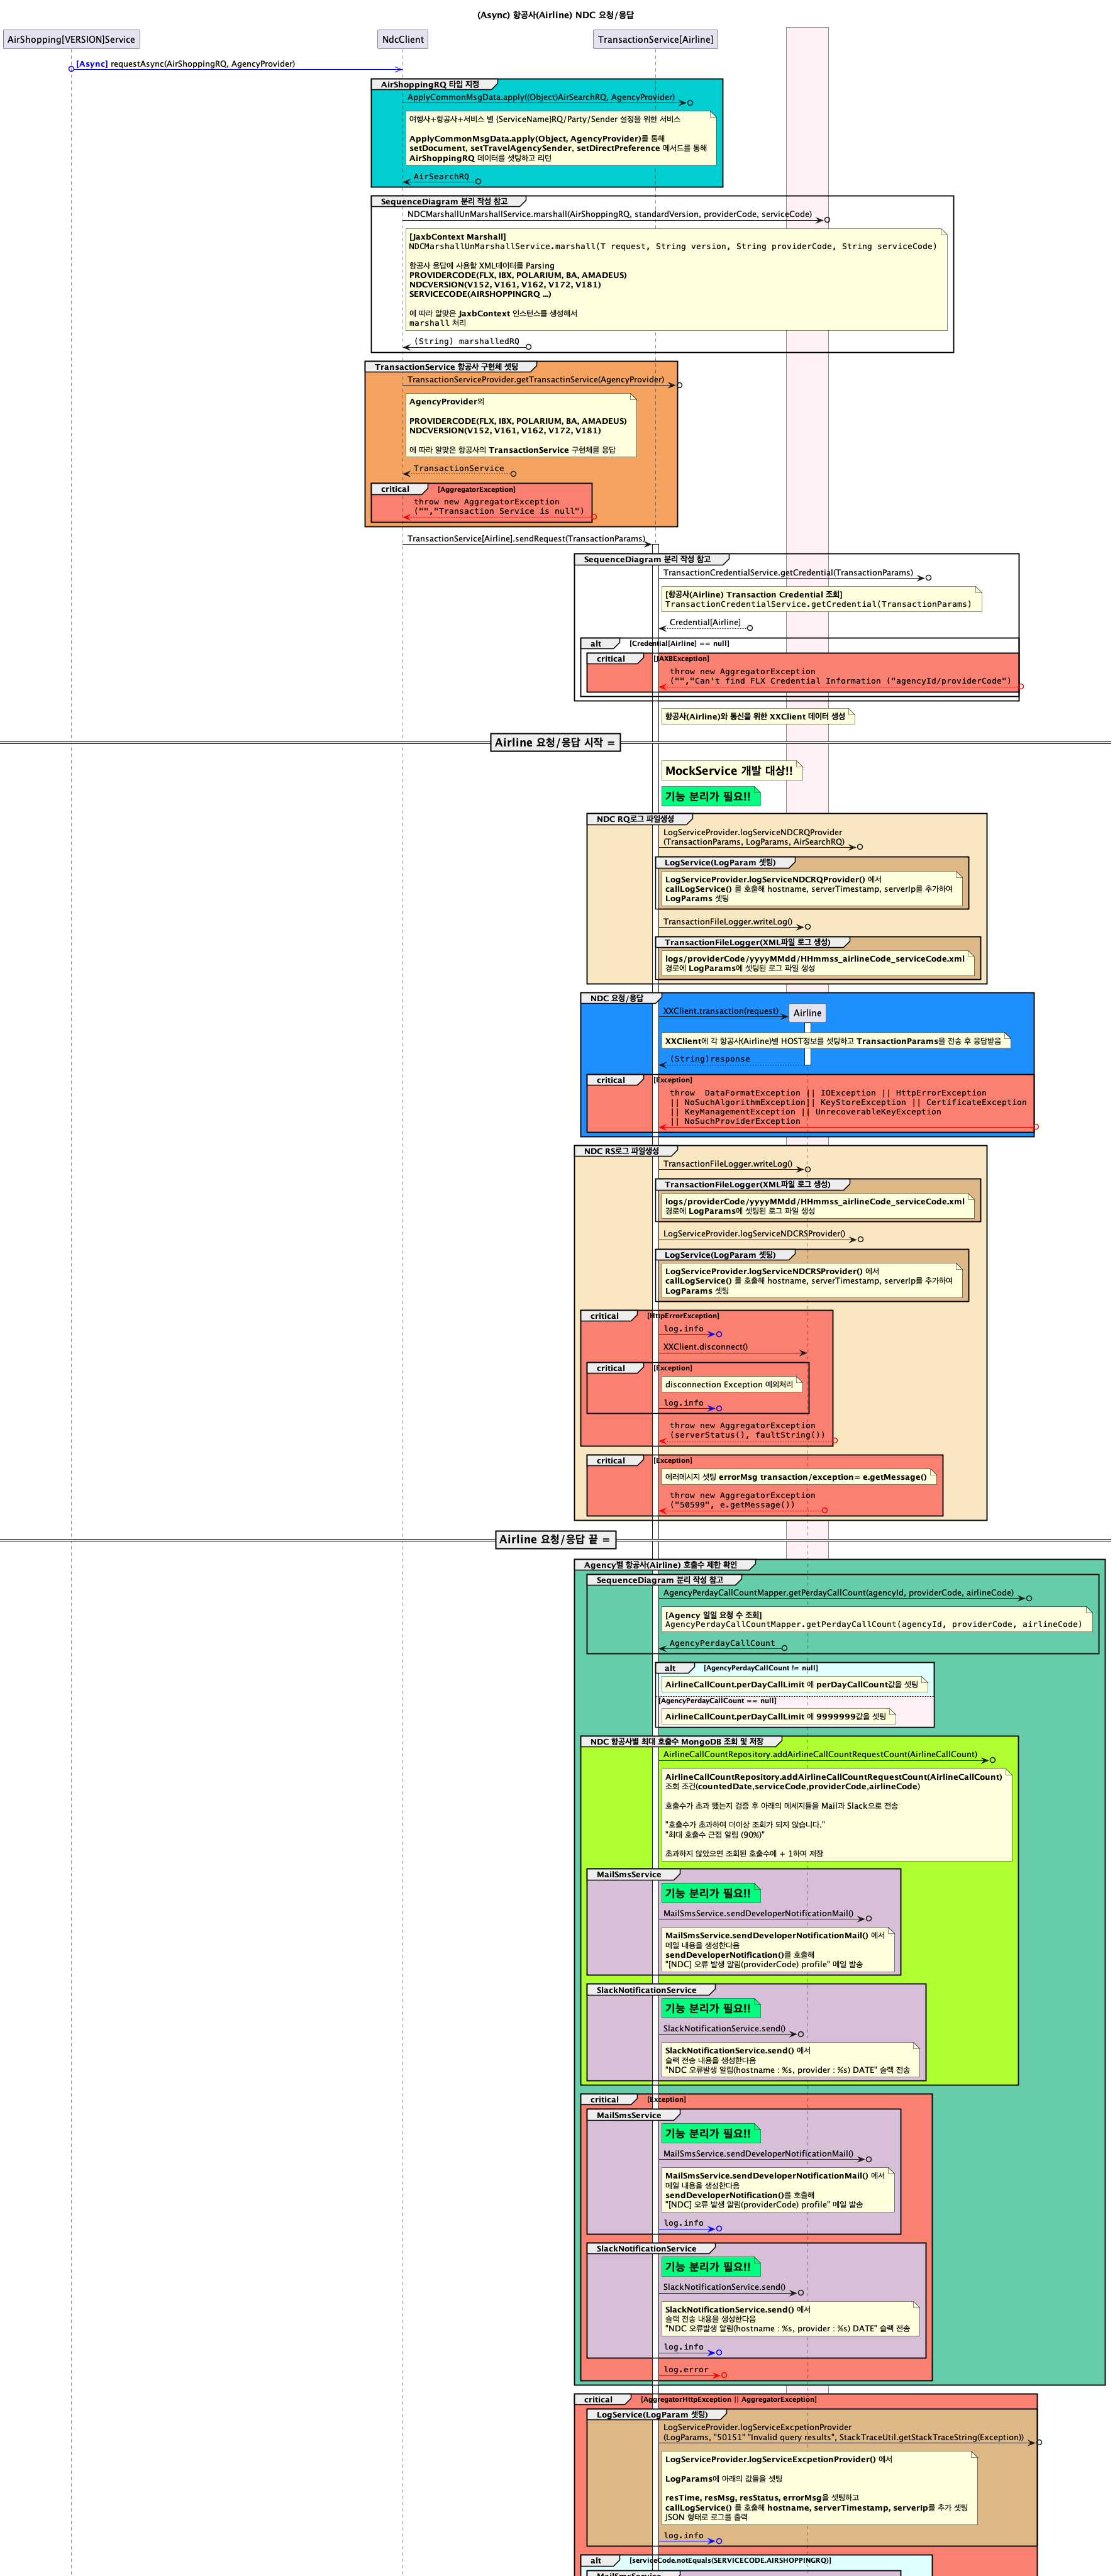 (Async) 항공사(Airline) NDC 요청/응답
AirShopping[VERSION]Service
NdcClient
TransactionService[Airline]
[Async] requestAsync(AirShoppingRQ, AgencyProvider)
AirShoppingRQ 타입 지정
ApplyCommonMsgData.apply((Object)AirSearchRQ, AgencyProvider)
여행사+항공사+서비스 별 [ServiceName]RQ/Party/Sender 설정을 위한 서비스
ApplyCommonMsgData.apply(Object, AgencyProvider)를 통해
setDocument, setTravelAgencySender, setDirectPreference 메서드를 통해
AirShoppingRQ 데이터를 셋팅하고 리턴
AirSearchRQ
SequenceDiagram 분리 작성 참고
NDCMarshallUnMarshallService.marshall(AirShoppingRQ, standardVersion, providerCode, serviceCode)
[JaxbContext Marshall]
NDCMarshallUnMarshallService.marshall(T request, String version, String providerCode, String serviceCode)
항공사 응답에 사용할 XML데이터를 Parsing
PROVIDERCODE(FLX, IBX, POLARIUM, BA, AMADEUS)
NDCVERSION(V152, V161, V162, V172, V181)
SERVICECODE(AIRSHOPPINGRQ ...)
에 따라 알맞은 JaxbContext 인스턴스를 생성해서
marshall 처리
(String) marshalledRQ
TransactionService 항공사 구현체 셋팅
TransactionServiceProvider.getTransactinService(AgencyProvider)
AgencyProvider의
PROVIDERCODE(FLX, IBX, POLARIUM, BA, AMADEUS)
NDCVERSION(V152, V161, V162, V172, V181)
에 따라 알맞은 항공사의 TransactionService 구현체를 응답
TransactionService
critical [AggregatorException]
throw new AggregatorException
("","Transaction Service is null")
TransactionService[Airline].sendRequest(TransactionParams)
SequenceDiagram 분리 작성 참고
TransactionCredentialService.getCredential(TransactionParams)
[항공사(Airline) Transaction Credential 조회]
TransactionCredentialService.getCredential(TransactionParams)
Credential[Airline]
alt [Credential[Airline] == null]
critical [JAXBException]
throw new AggregatorException
("","Can't find FLX Credential Information ("agencyId/providerCode")
항공사(Airline)와 통신을 위한 XXClient 데이터 생성
Airline 요청/응답 시작 =
MockService 개발 대상!!
기능 분리가 필요!!
NDC RQ로그 파일생성
LogServiceProvider.logServiceNDCRQProvider
(TransactionParams, LogParams, AirSearchRQ)
LogService(LogParam 셋팅)
LogServiceProvider.logServiceNDCRQProvider() 에서
callLogService() 를 호출해 hostname, serverTimestamp, serverIp를 추가하여
LogParams 셋팅
TransactionFileLogger.writeLog()
TransactionFileLogger(XML파일 로그 생성)
logs/providerCode/yyyyMMdd/HHmmss_airlineCode_serviceCode.xml
경로에 LogParams에 셋팅된 로그 파일 생성
NDC 요청/응답
XXClient.transaction(request)
Airline
XXClient에 각 항공사(Airline)별 HOST정보를 셋팅하고 TransactionParams을 전송 후 응답받음
(String)response
critical [Exception]
throw  DataFormatException || IOException || HttpErrorException
|| NoSuchAlgorithmException|| KeyStoreException || CertificateException
|| KeyManagementException || UnrecoverableKeyException
|| NoSuchProviderException
NDC RS로그 파일생성
TransactionFileLogger.writeLog()
TransactionFileLogger(XML파일 로그 생성)
logs/providerCode/yyyyMMdd/HHmmss_airlineCode_serviceCode.xml
경로에 LogParams에 셋팅된 로그 파일 생성
LogServiceProvider.logServiceNDCRSProvider()
LogService(LogParam 셋팅)
LogServiceProvider.logServiceNDCRSProvider() 에서
callLogService() 를 호출해 hostname, serverTimestamp, serverIp를 추가하여
LogParams 셋팅
critical [HttpErrorException]
log.info
XXClient.disconnect()
critical [Exception]
disconnection Exception 예외처리
log.info
throw new AggregatorException
(serverStatus(), faultString())
critical [Exception]
에러메시지 셋팅 errorMsg transaction/exception= e.getMessage()
throw new AggregatorException
("50599", e.getMessage())
Airline 요청/응답 끝 =
Agency별 항공사(Airline) 호출수 제한 확인
SequenceDiagram 분리 작성 참고
AgencyPerdayCallCountMapper.getPerdayCallCount(agencyId, providerCode, airlineCode)
[Agency 일일 요청 수 조회]
AgencyPerdayCallCountMapper.getPerdayCallCount(agencyId, providerCode, airlineCode)
AgencyPerdayCallCount
alt [AgencyPerdayCallCount != null]
AirlineCallCount.perDayCallLimit 에 perDayCallCount값을 셋팅
[AgencyPerdayCallCount == null]
AirlineCallCount.perDayCallLimit 에 9999999값을 셋팅
NDC 항공사별 최대 호출수 MongoDB 조회 및 저장
AirlineCallCountRepository.addAirlineCallCountRequestCount(AirlineCallCount)
AirlineCallCountRepository.addAirlineCallCountRequestCount(AirlineCallCount)
조회 조건(countedDate,serviceCode,providerCode,airlineCode)
호출수가 초과 됐는지 검증 후 아래의 메세지들을 Mail과 Slack으로 전송
"호출수가 초과하여 더이상 조회가 되지 않습니다."
"최대 호출수 근접 알림 (90%)"
초과하지 않았으면 조회된 호출수에 + 1하여 저장
MailSmsService
기능 분리가 필요!!
MailSmsService.sendDeveloperNotificationMail()
MailSmsService.sendDeveloperNotificationMail() 에서
메일 내용을 생성한다음
sendDeveloperNotification()를 호출해
"[NDC] 오류 발생 알림(providerCode) profile" 메일 발송
SlackNotificationService
기능 분리가 필요!!
SlackNotificationService.send()
SlackNotificationService.send() 에서
슬랙 전송 내용을 생성한다음
"NDC 오류발생 알림(hostname : %s, provider : %s) DATE" 슬랙 전송
critical [Exception]
MailSmsService
기능 분리가 필요!!
MailSmsService.sendDeveloperNotificationMail()
MailSmsService.sendDeveloperNotificationMail() 에서
메일 내용을 생성한다음
sendDeveloperNotification()를 호출해
"[NDC] 오류 발생 알림(providerCode) profile" 메일 발송
log.info
SlackNotificationService
기능 분리가 필요!!
SlackNotificationService.send()
SlackNotificationService.send() 에서
슬랙 전송 내용을 생성한다음
"NDC 오류발생 알림(hostname : %s, provider : %s) DATE" 슬랙 전송
log.info
log.error
critical [AggregatorHttpException || AggregatorException]
LogService(LogParam 셋팅)
LogServiceProvider.logServiceExcpetionProvider
(LogParams, "50151" "Invalid query results", StackTraceUtil.getStackTraceString(Exception))
LogServiceProvider.logServiceExcpetionProvider() 에서
LogParams에 아래의 값들을 셋팅
resTime, resMsg, resStatus, errorMsg을 셋팅하고
callLogService() 를 호출해 hostname, serverTimestamp, serverIp를 추가 셋팅
JSON 형태로 로그를 출력
log.info
alt [serviceCode.notEquals(SERVICECODE.AIRSHOPPINGRQ)]
MailSmsService